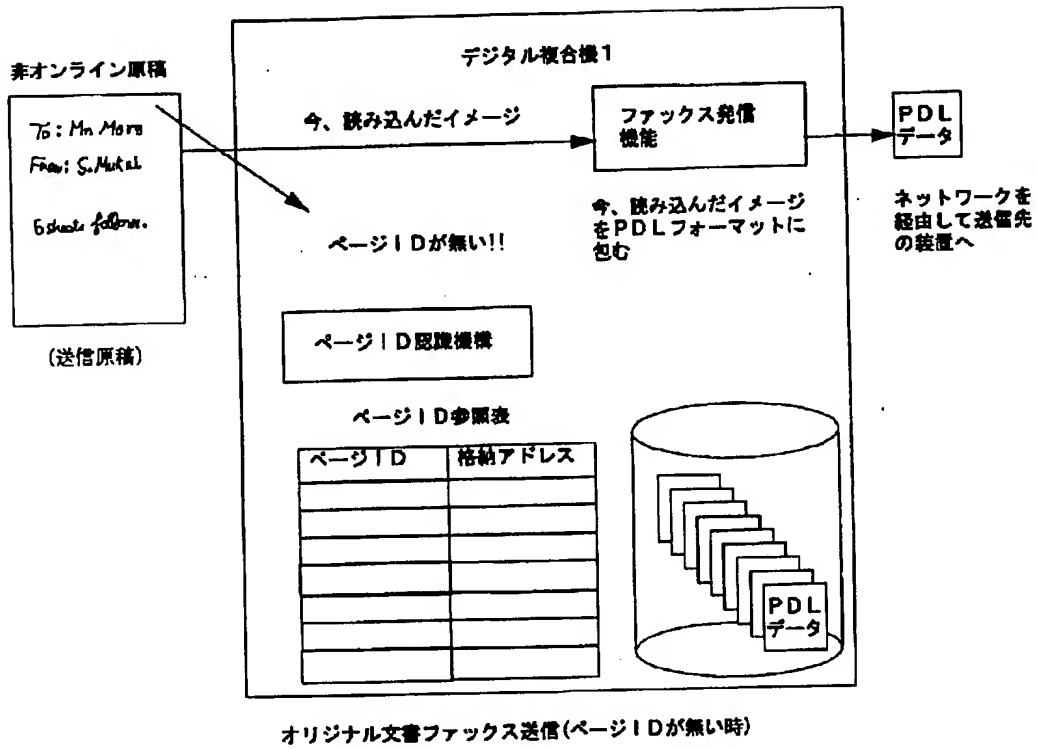 デジタル複合機1
非オンライン原稿
To:
From: S.
follows.
今、読み込んだイメージ
ファックス発信
機能
PDL
データ
今、読み込んだイメージ
をPDLフォーマットに
包む
ネットワークを
経由して送信先
の装置へ
ページIDが無い!!
(送信原稿)
ページID認識機構
ページID参照表
ページID 格納アドレス
PDL
データ
オリジナル文書ファックス送信(ページIDが無い時)